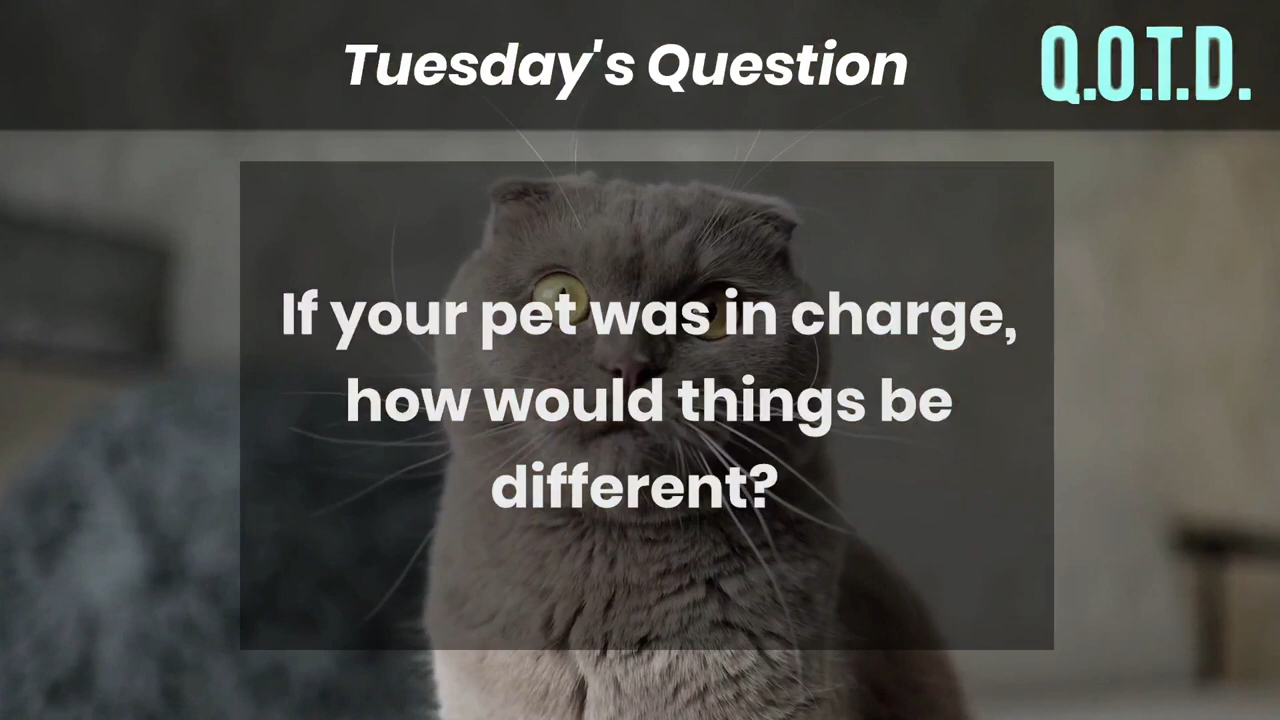 Tuesday's Question
Q.O.T.D.
If your pet was in charge,
how would things be
different?